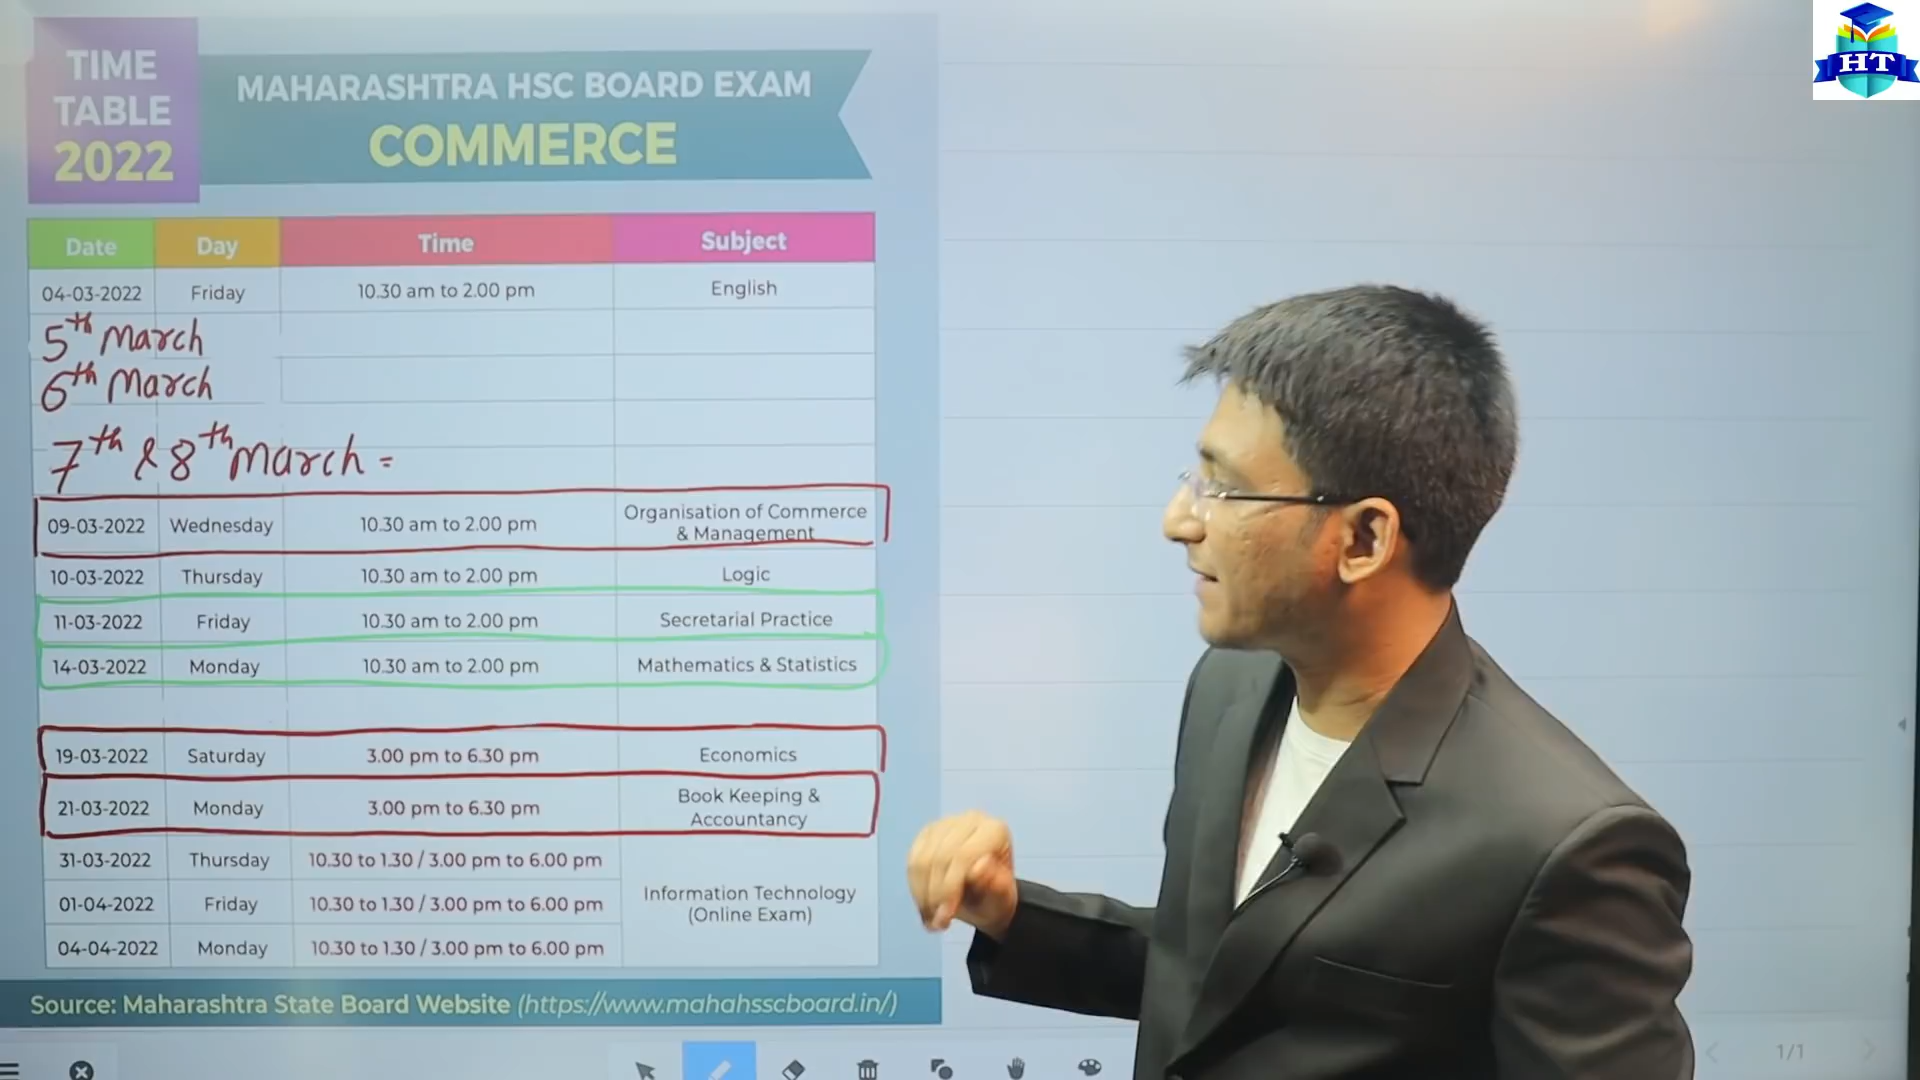 HT
TIME
TABLE
2022
MAHARASHTRA HSC BOARD EXAM
COMMERCE
Date Day Time Subject
04-03-2022 Friday 10.30 am to 2.00 pm English
5th March
6th March
7th & 8th March =
09-03-2022 Wednesday 10.30 am to 2.00 pm Organisation of Commerce
& Management
10-03-2022 Thursday 10.30 am to 2.00 pm Logic
11-03-2022 Friday 10.30 am to 2.00 pm Secretarial Practice
14-03-2022 Monday 10.30 am to 2.00 pm Mathematics & Statistics
19-03-2022 Saturday 3.00 pm to 6.30 pm Economics
21-03-2022 Monday 3.00 pm to 6.30 pm Book Keeping &
Accountancy
31-03-2022 Thursday 10.30 to 1.30 / 3.00 pm to 6.00 pm
01-04-2022 Friday 10.30 to 1.30 / 3.00 pm to 6.00 pm
Information Technology
(Online Exam)
04-04-2022 Monday 10.30 to 1.30 / 3.00 pm to 6.00 pm
Source: Maharashtra State Board Website (https://www.mahahsscboard.in/)
1/1